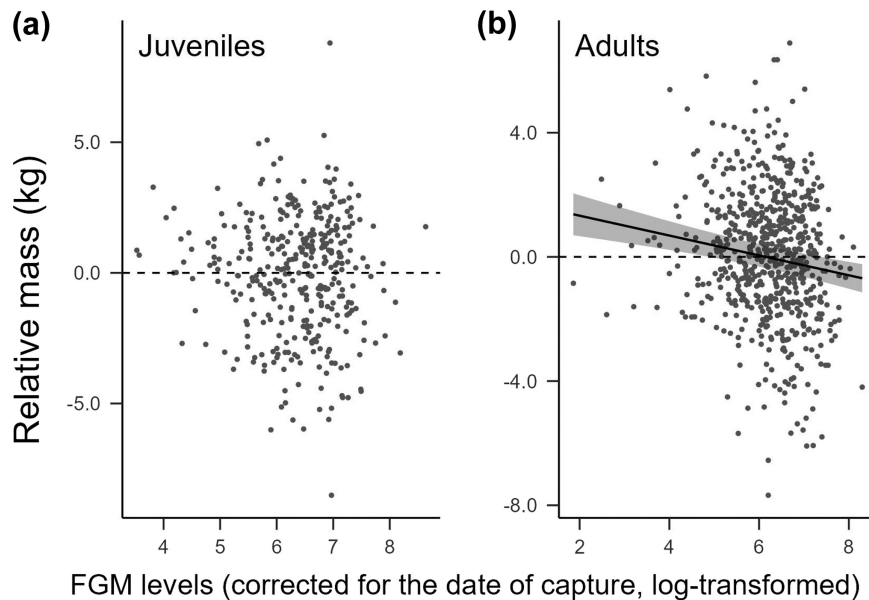 (a)
Juveniles
(b)
Adults
Relative mass (kg)
5.0
0.0
-5.0
4.0
0.0
-4.0
-8.0
4 5 6 7 8
2 4 6 8
FGM levels (corrected for the date of capture, log-transformed)